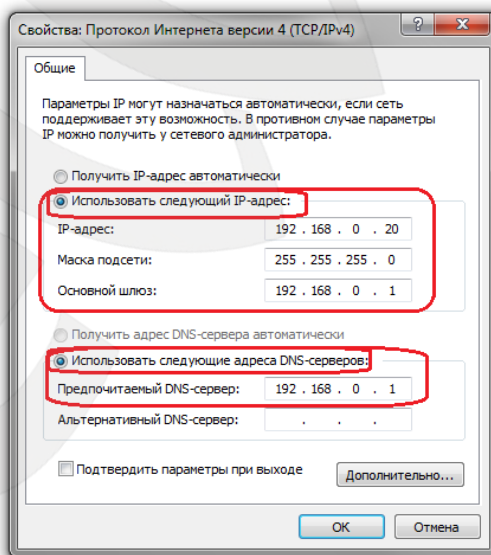 Свойства: Протокол Интернета версии 4 (TCP/IPv4)
Общие
Параметры IP могут назначаться автоматически, если сеть
поддерживает эту возможность. В противном случае параметры
IP можно получить у сетевого администратора.
Получить IP-адрес автоматически
Использовать следующий IP-адрес:
IP-адрес: 192 . 168 . 0 . 20
Маска подсети: 255 . 255 . 255 . 0
Основной шлюз: 192 . 168 . 0 . 1
Получить адрес DNS-сервера автоматически
Использовать следующие адреса DNS-серверов:
Предпочитаемый DNS-сервер: 192 . 168 . 0 . 1
Альтернативный DNS-сервер: . . .
Подтвердить параметры при выходе
Дополнительно...
OK Отмена